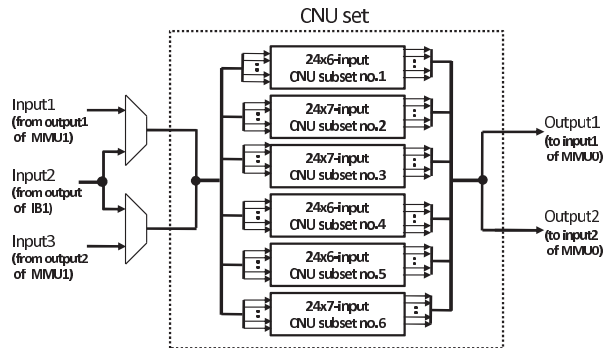 CNU set
Input1
(from output1
of MMU1)
Input2
(from output
of IB1)
Input3
(from output2
of MMU1)
24x6-input
CNU subset no.1
24x7-input
CNU subset no.2
24x7-input
CNU subset no.3
24x6-input
CNU subset no.4
24x6-input
CNU subset no.5
24x7-input
CNU subset no.6
Output1
(to input1
of MMU0)
Output2
(to input2
of MMU0)